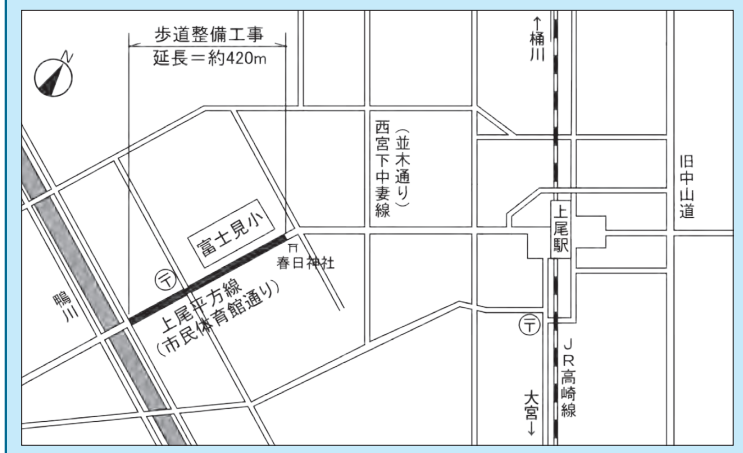 歩道整備工事
延長＝約420m
N
↑桶川
西宮下中妻線
（並木通り）
旧中山道
上尾駅
富士見小
春日神社
〒
鴨川
上尾平方線
（市民体育館通り）
〒
JR高崎線
大宮↓